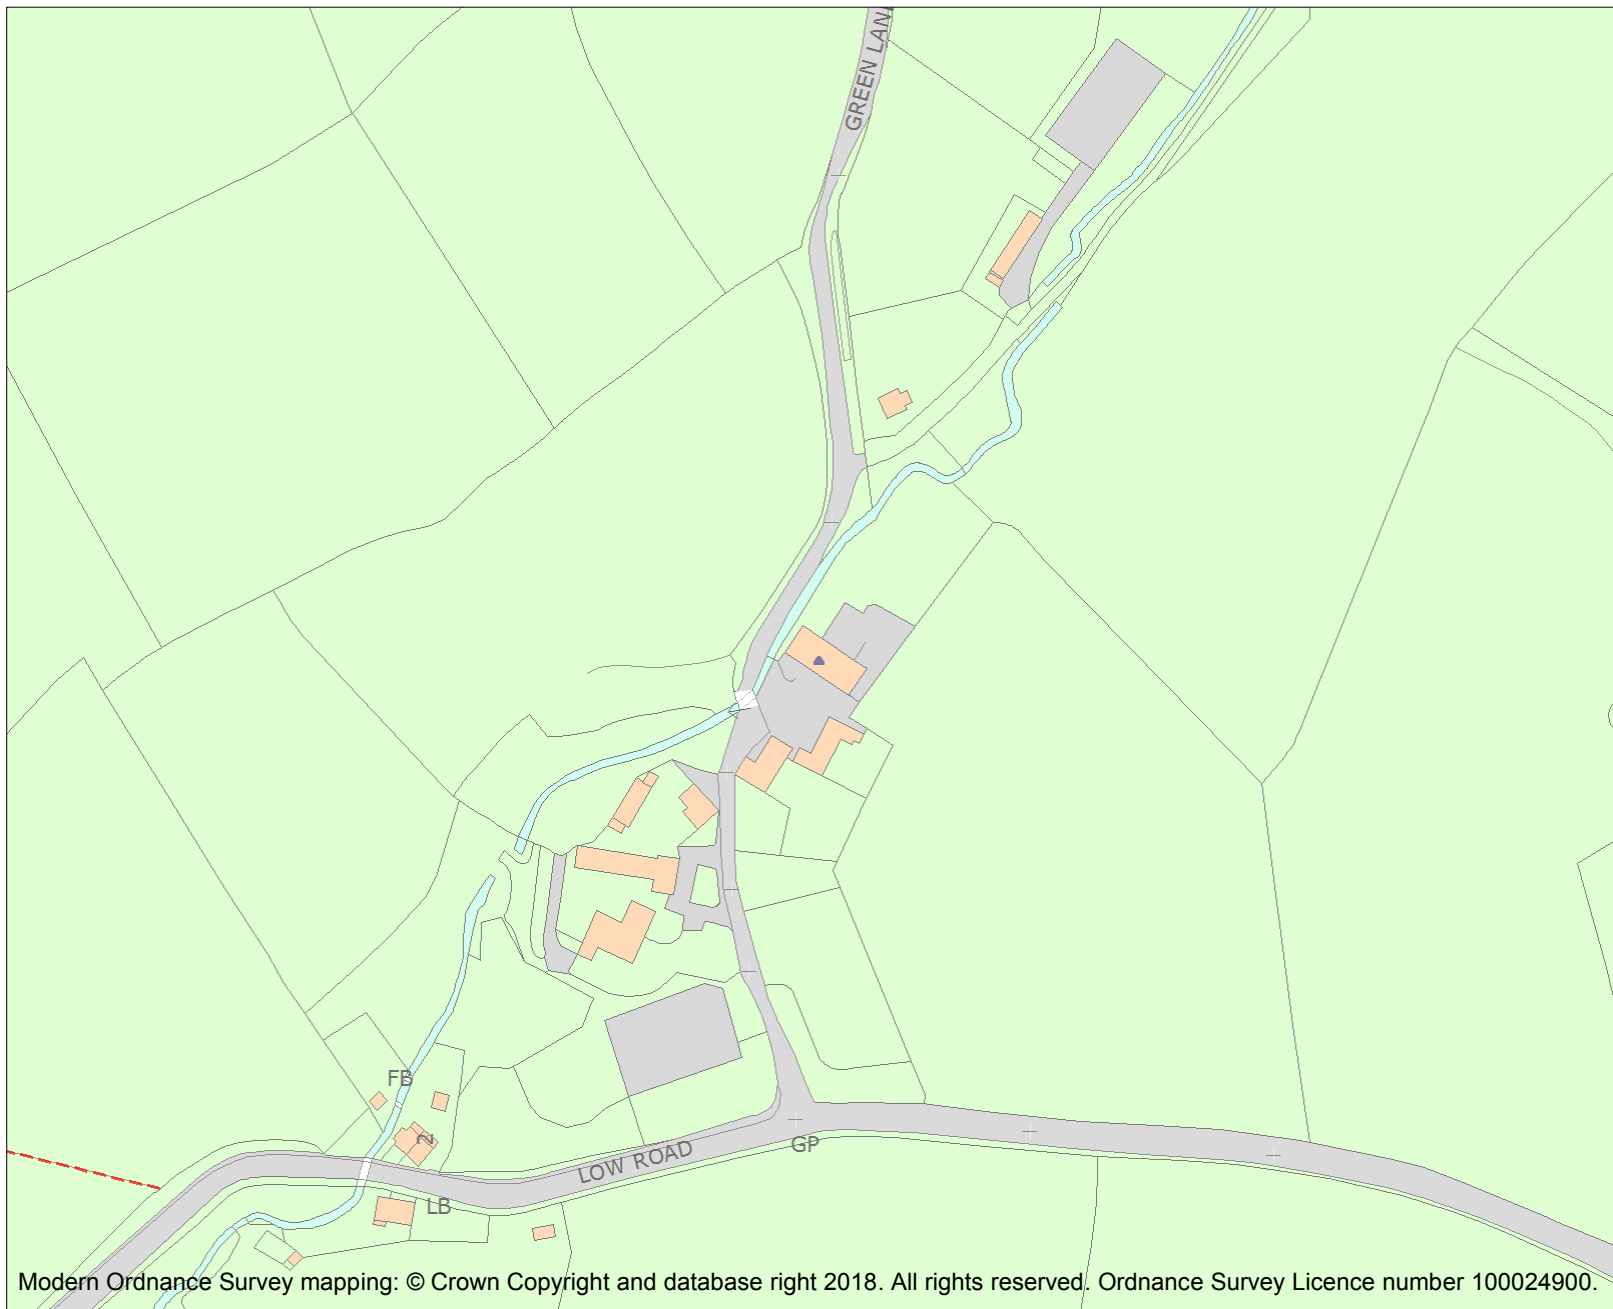 GREEN LANE
FB
2
LOW ROAD
GP
LB
Modern Ordnance Survey mapping: © Crown Copyright and database right 2018. All rights reserved. Ordnance Survey Licence number 100024900.